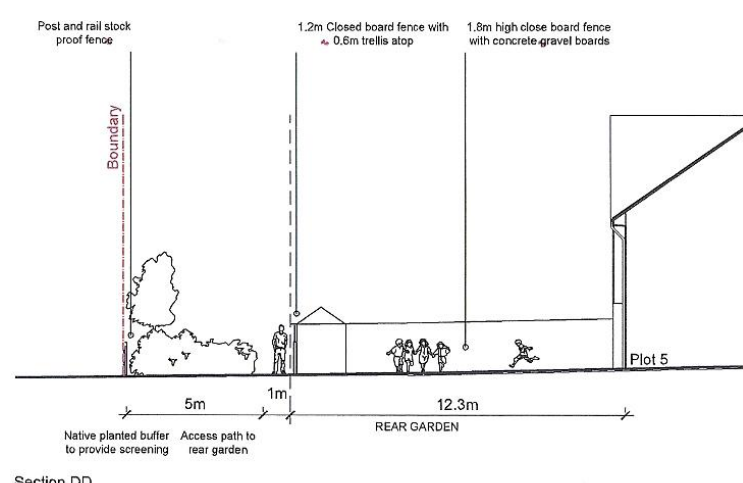 Post and rail stock
proof fence
1.2m Closed board fence with
0.6m trellis atop
1.8m high close board fence
with concrete gravel boards
Boundary
Plot 5
5m
1m
12.3m
REAR GARDEN
Native planted buffer
to provide screening
Access path to
rear garden
Section DD